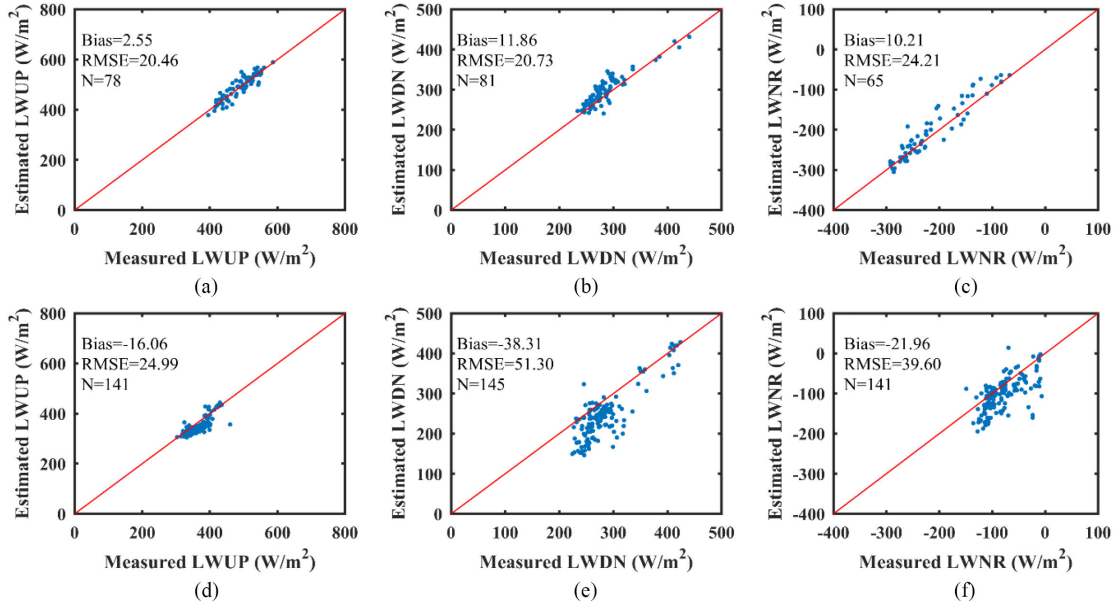 800
600
400
200
0
Estimated LWUP (W/m²)
Bias=2.55
RMSE=20.46
N=78
0 200 400 600 800
Measured LWUP (W/m²)
(a)
500
400
300
200
100
0
Estimated LWDN (W/m²)
Bias=11.86
RMSE=20.73
N=81
0 100 200 300 400 500
Measured LWDN (W/m²)
(b)
100
0
-100
-200
-300
-400
Estimated LWNR (W/m²)
Bias=10.21
RMSE=24.21
N=65
-400 -300 -200 -100 0 100
Measured LWNR (W/m²)
(c)
800
600
400
200
0
Estimated LWUP (W/m²)
Bias=-16.06
RMSE=24.99
N=141
0 200 400 600 800
Measured LWUP (W/m²)
(d)
500
400
300
200
100
0
Estimated LWDN (W/m²)
Bias=-38.31
RMSE=51.30
N=145
0 100 200 300 400 500
Measured LWDN (W/m²)
(e)
100
0
-100
-200
-300
-400
Estimated LWNR (W/m²)
Bias=-21.96
RMSE=39.60
N=141
-400 -300 -200 -100 0 100
Measured LWNR (W/m²)
(f)